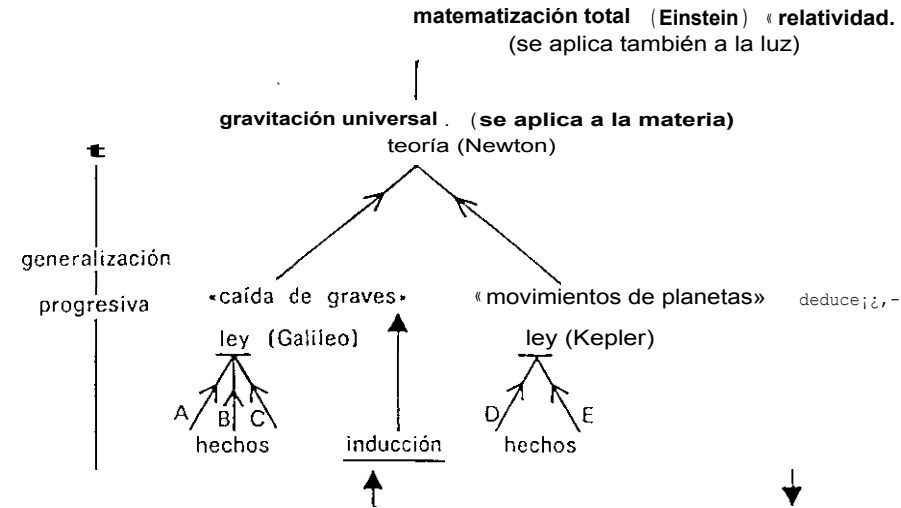 matematización total (Einstein) « relatividad.
(se aplica también a la luz)
gravitación universal . (se aplica a la materia)
teoría (Newton)
t
generalización
progresiva
«caída de graves»
«movimientos de planetas»
deduce¡¿,-
ley (Galileo)
ley (Kepler)
A B C
D E
hechos
inducción
hechos